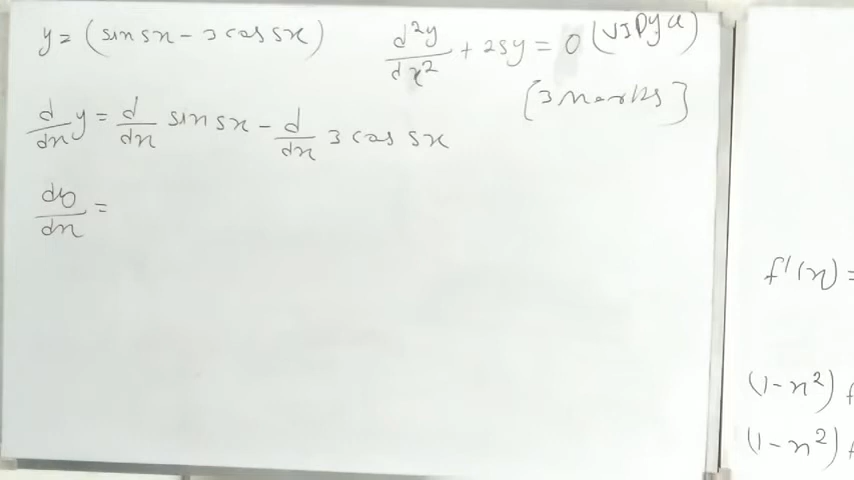 y = (sin 5x - 3 cos 5x) d²y/dx² + 25y = 0 (VIDYA)
[3 marks]
d/dx y = d/dx sin 5x - d/dx 3 cos 5x
dy/dx =
f'(x) =
(1-x²) f
(1-x²) f